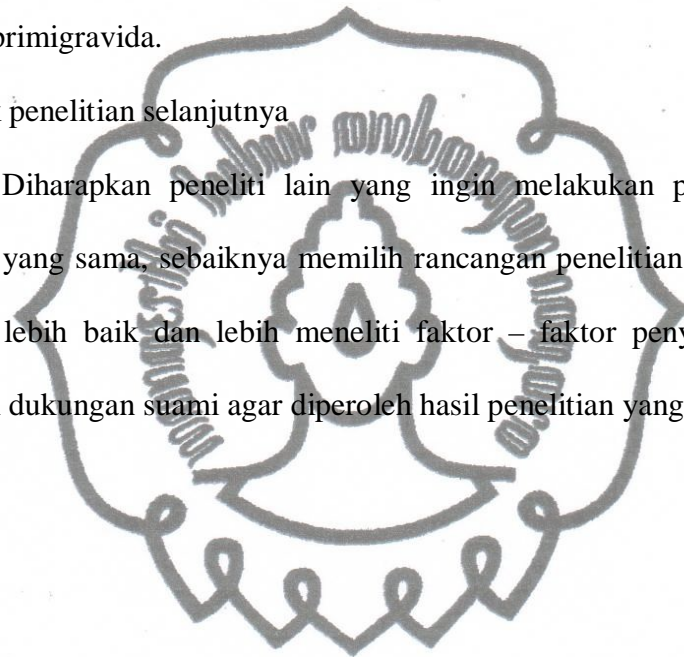 primigravida.
penelitian selanjutnya
Diharapkan peneliti lain yang ingin melakukan
yang sama, sebaiknya memilih rancangan penelitian
lebih baik dan lebih meneliti faktor – faktor
dukungan suami agar diperoleh hasil penelitian yang